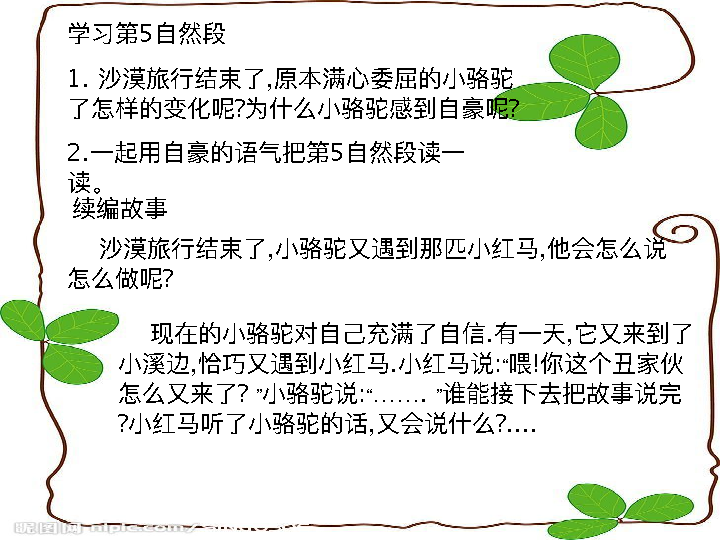 学习第5自然段
1. 沙漠旅行结束了,原本满心委屈的小骆驼
了怎样的变化呢?为什么小骆驼感到自豪呢?
2.一起用自豪的语气把第5自然段读一
读。
续编故事
沙漠旅行结束了,小骆驼又遇到那匹小红马,他会怎么说
怎么做呢?
现在的小骆驼对自己充满了自信.有一天,它又来到了
小溪边,恰巧又遇到小红马.小红马说:“喂!你这个丑家伙
怎么又来了? ”小骆驼说:“……. ”谁能接下去把故事说完
?小红马听了小骆驼的话,又会说什么?....
昵图网 nipic.com/